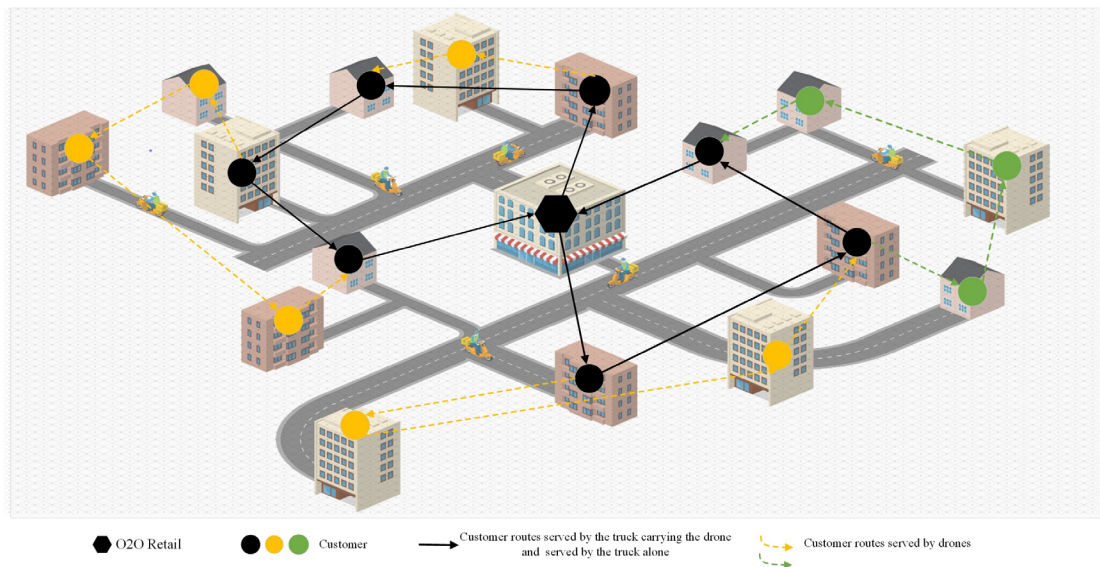 O2O Retail
Customer
Customer routes served by the truck carrying the drone
and served by the truck alone
Customer routes served by drones